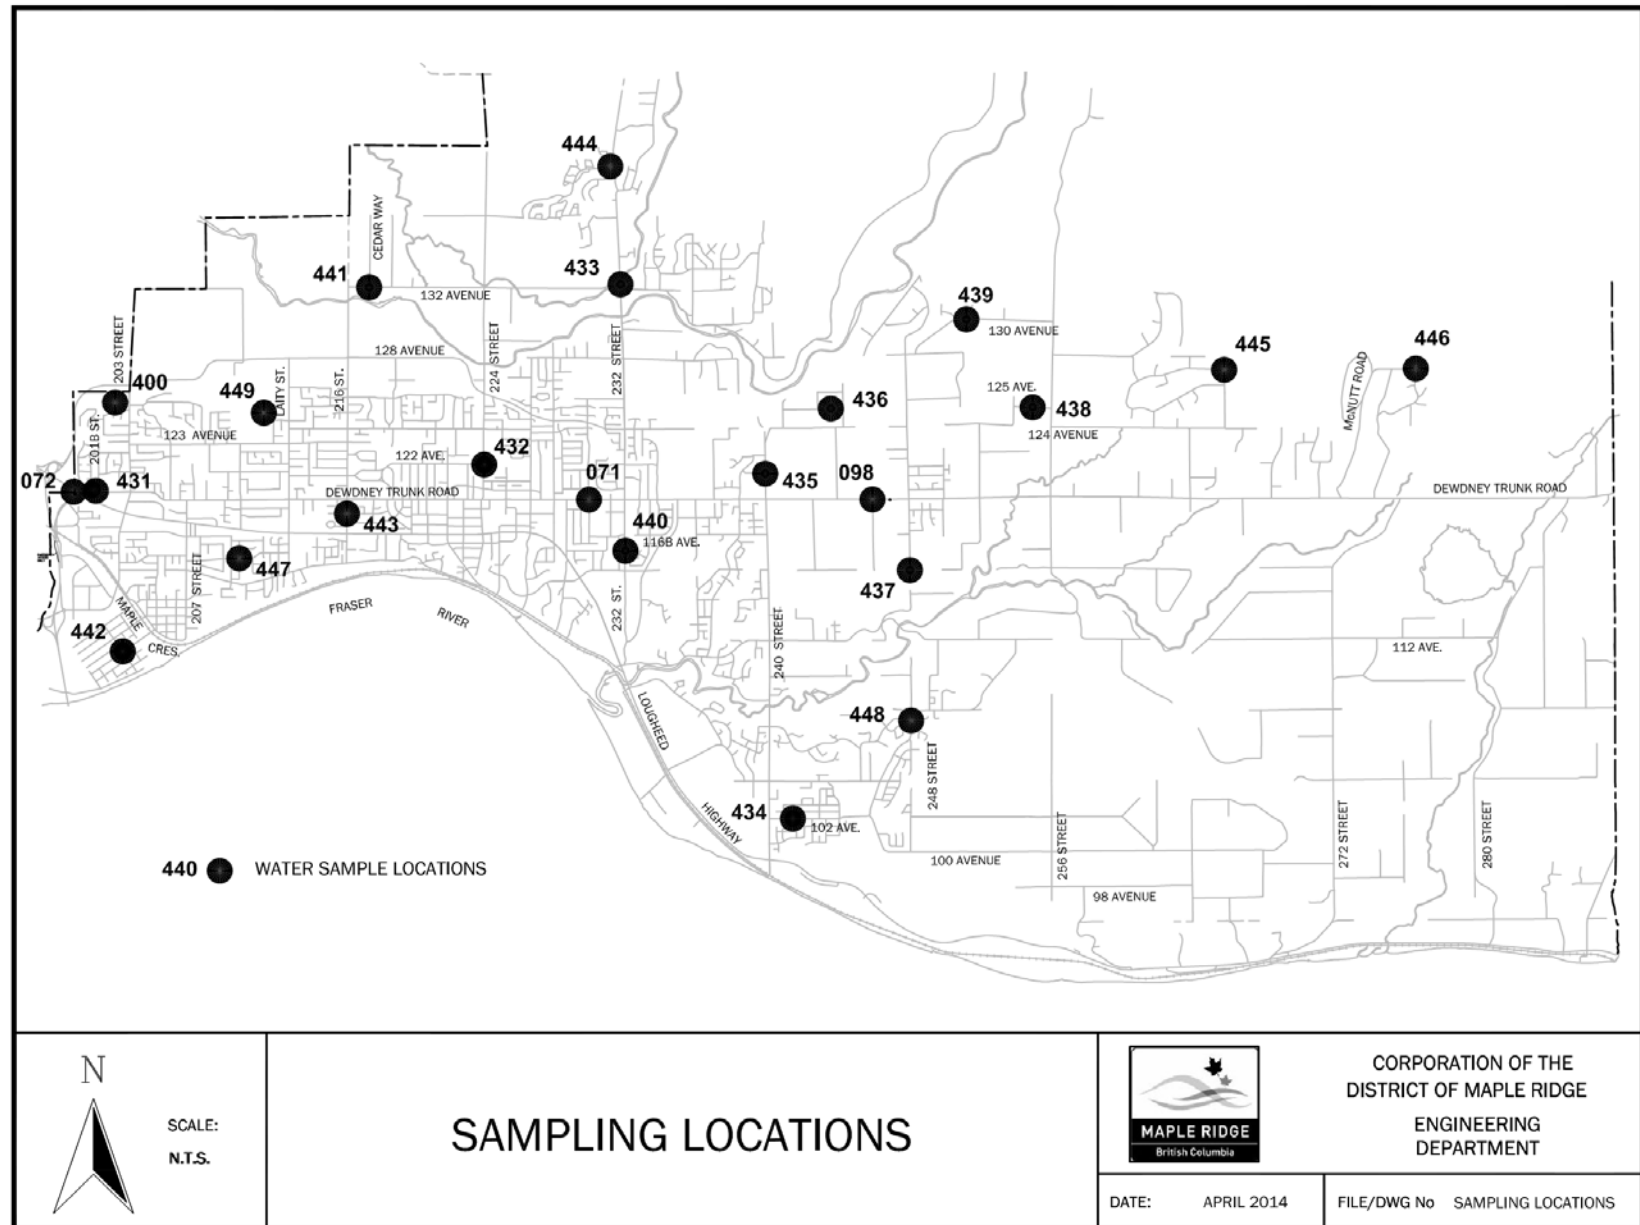 444
CEDAR WAY
441
433
132 AVENUE
439
130 AVENUE
203 STREET
128 AVENUE
224 STREET
232 STREET
445
446
400
449
LAITY ST.
216 ST.
436
125 AVE.
438
McNUTT ROAD
201B ST.
123 AVENUE
124 AVENUE
122 AVE.
432
072
431
071
435
098
DEWDNEY TRUNK ROAD
DEWDNEY TRUNK ROAD
443
440
116B AVE.
447
207 STREET
437
FRASER RIVER
232 ST.
442
MAPLE CRES.
240 STREET
112 AVE.
448
LOUGHEED HIGHWAY
248 STREET
434
102 AVE.
100 AVENUE
256 STREET
272 STREET
280 STREET
98 AVENUE
440 WATER SAMPLE LOCATIONS
N
SCALE:
N.T.S.
SAMPLING LOCATIONS
MAPLE RIDGE
British Columbia
CORPORATION OF THE
DISTRICT OF MAPLE RIDGE
ENGINEERING
DEPARTMENT
DATE: APRIL 2014
FILE/DWG No SAMPLING LOCATIONS